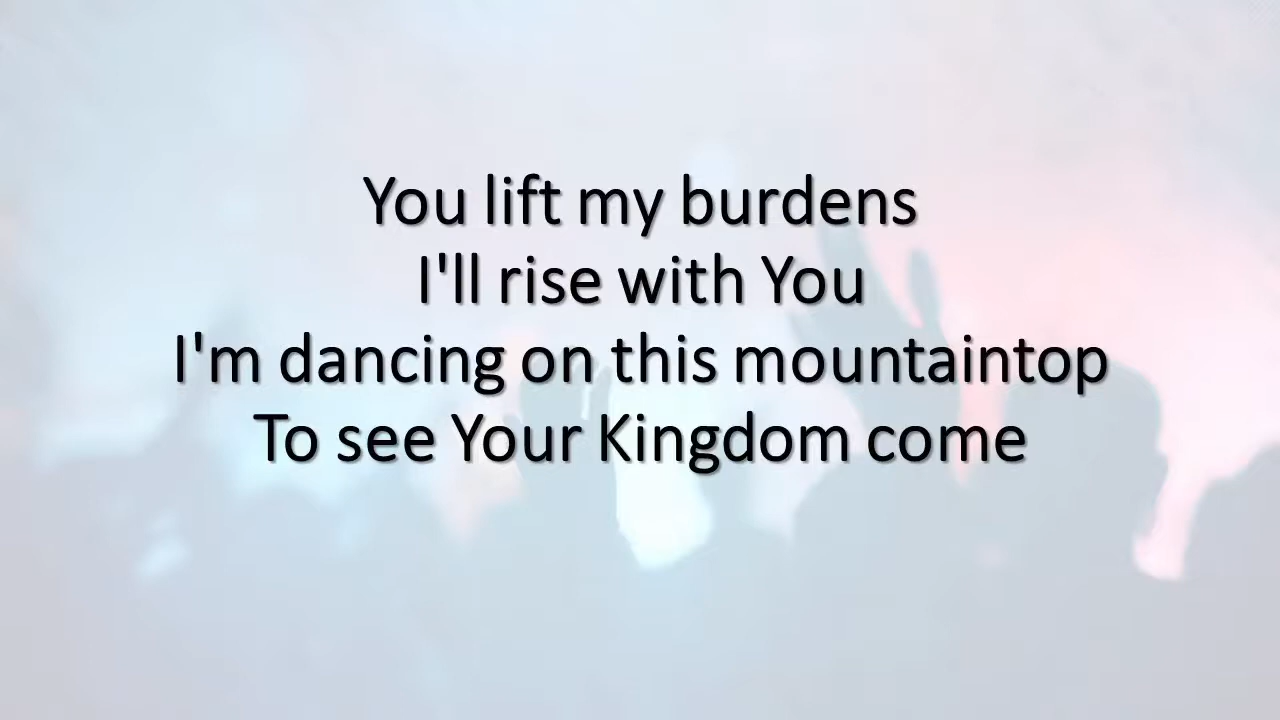 You lift my burdens
I'll rise with You
I'm dancing on this mountaintop
To see Your Kingdom come